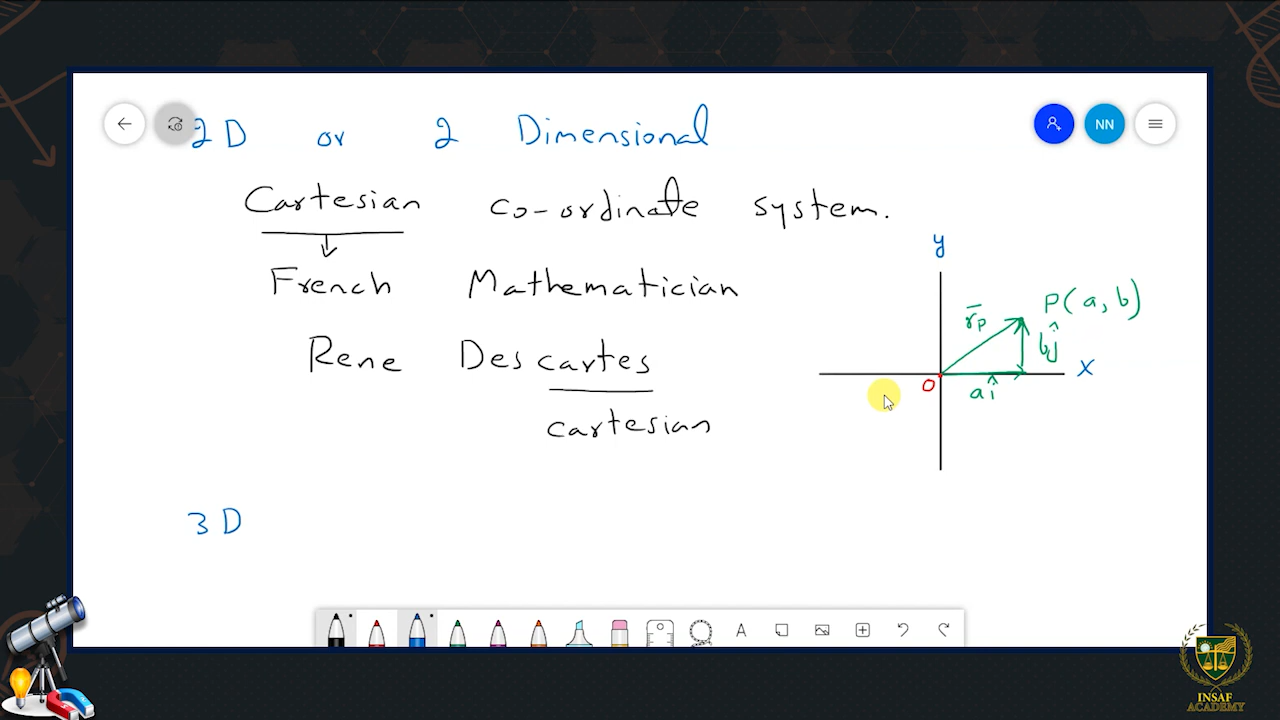 2D or 2 Dimensional
Cartesian co-ordinate system.
French Mathematician
Rene Descartes
cartesian
3D
y
r̅p
P(a, b)
bĵ
x
O
aî
NN
A
INSAF
ACADEMY